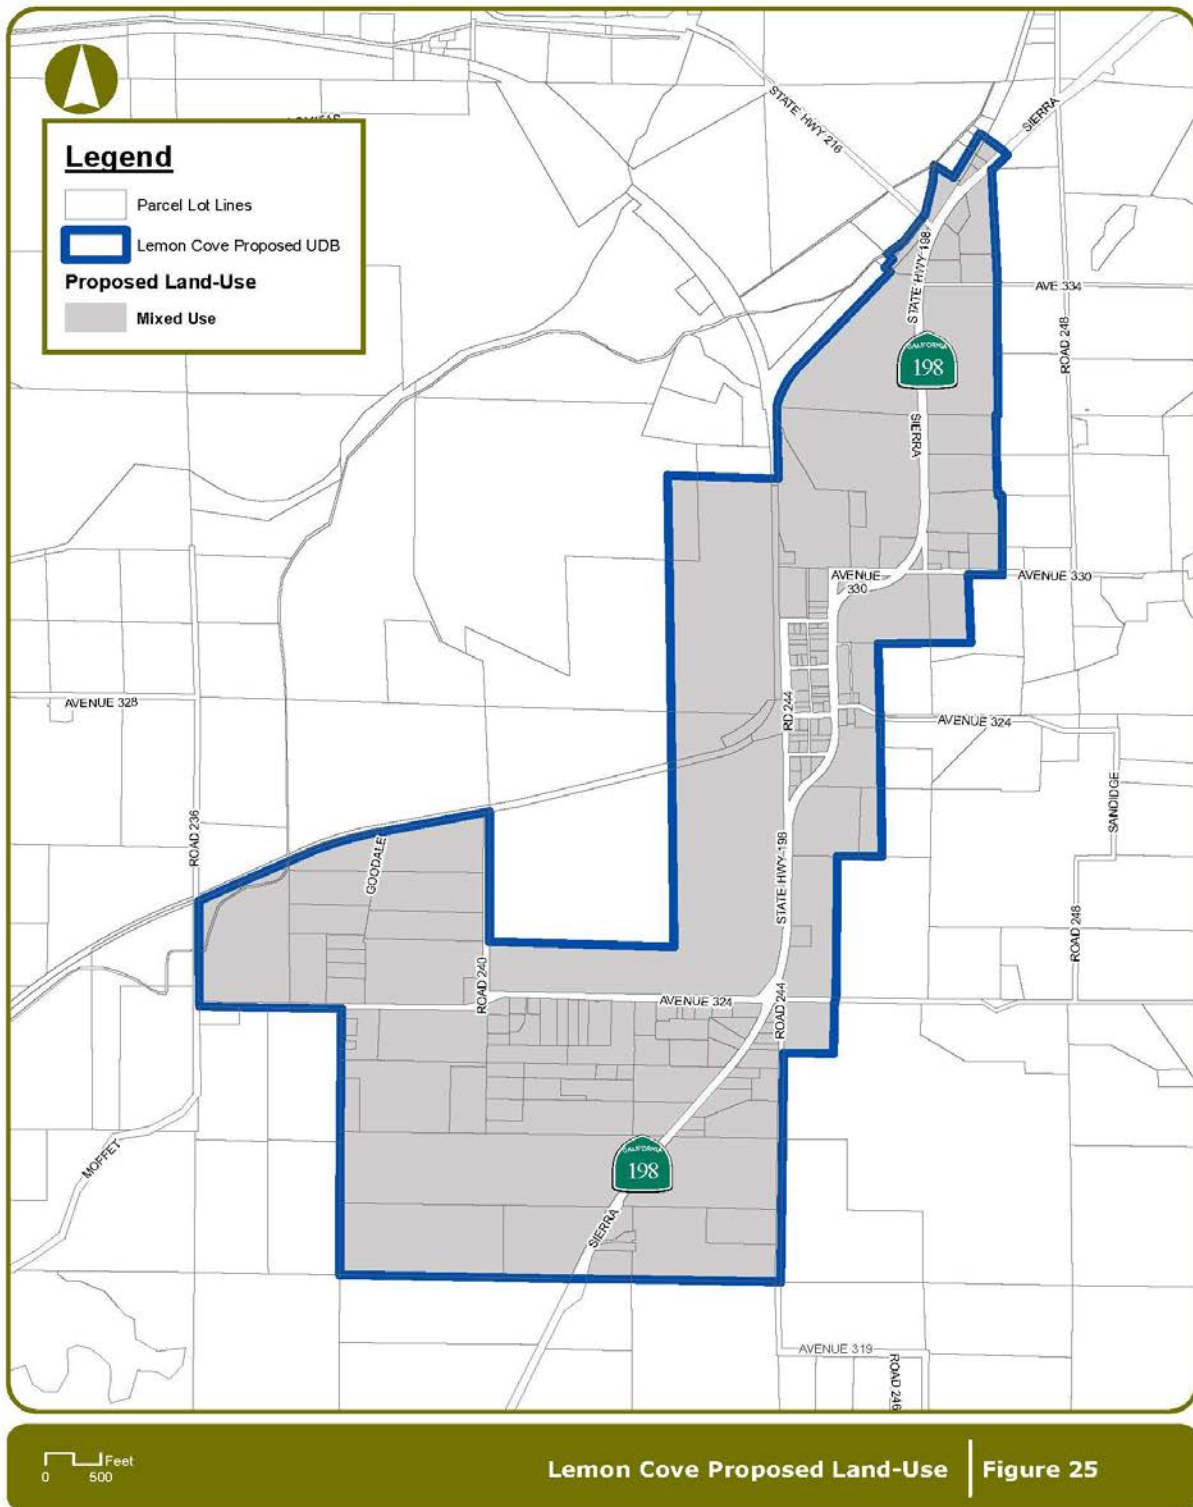 STATE HWY 216
SIERRA
Legend
Parcel Lot Lines
Lemon Cove Proposed UDB
Proposed Land-Use
Mixed Use
STATE HWY-198
AVE 334
ROAD 248
CALIFORNIA
198
SIERRA
AVENUE
330
AVENUE 330
AVENUE 328
RD 244
AVENUE 324
SANDIDGE
ROAD 236
GOODALE
STATE HWY-198
ROAD 248
ROAD 240
AVENUE 324
ROAD 244
MOFFET
CALIFORNIA
198
SIERRA
AVENUE 319
ROAD 246
Feet
0 500
Lemon Cove Proposed Land-Use
Figure 25